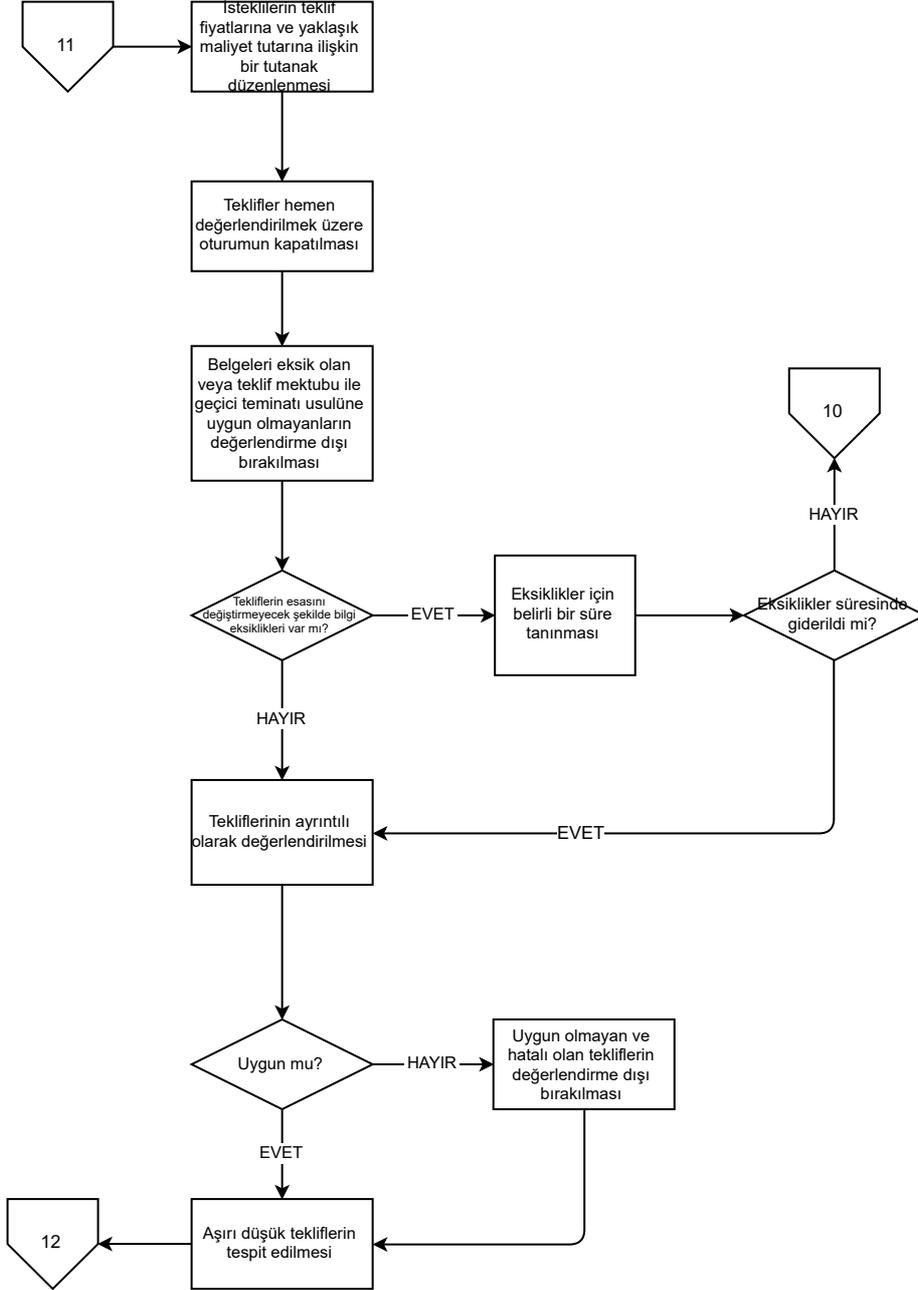 11
İsteklilerin teklif
fiyatlarına ve yaklaşık
maliyet tutarına ilişkin
bir tutanak
düzenlenmesi
Teklifler hemen
değerlendirilmek üzere
oturumun kapatılması
Belgeleri eksik olan
veya teklif mektubu ile
geçici teminatı usulüne
uygun olmayanların
değerlendirme dışı
bırakılması
10
HAYIR
Tekliflerin esasını
değiştirmeyecek şekilde bilgi
eksiklikleri var mı?
EVET
Eksiklikler için
belirli bir süre
tanınması
Eksiklikler süresinde
giderildi mi?
HAYIR
Tekliflerinin ayrıntılı
olarak değerlendirilmesi
EVET
Uygun mu?
HAYIR
Uygun olmayan ve
hatalı olan tekliflerin
değerlendirme dışı
bırakılması
EVET
12
Aşırı düşük tekliflerin
tespit edilmesi